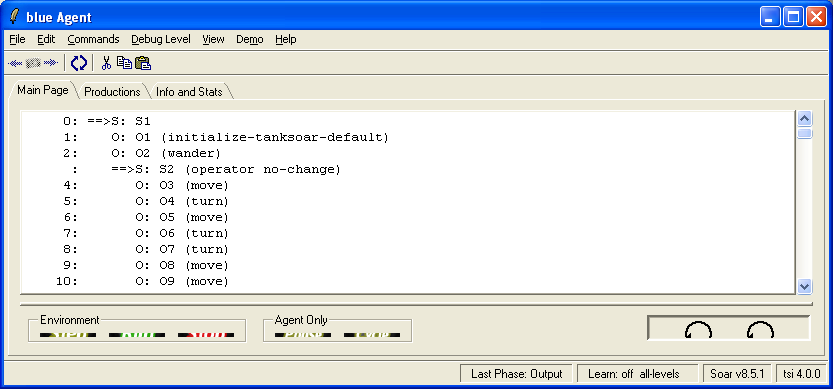 blue Agent
File Edit Commands Debug Level View Demo Help
Main Page Productions Info and Stats
0: ==>S: S1
1: O: O1 (initialize-tanksoar-default)
2: O: O2 (wander)
: ==>S: S2 (operator no-change)
4: O: O3 (move)
5: O: O4 (turn)
6: O: O5 (move)
7: O: O6 (turn)
8: O: O7 (turn)
9: O: O8 (move)
10: O: O9 (move)
Environment Agent Only
Last Phase: Output Learn: off all-levels Soar v8.5.1 tsi 4.0.0